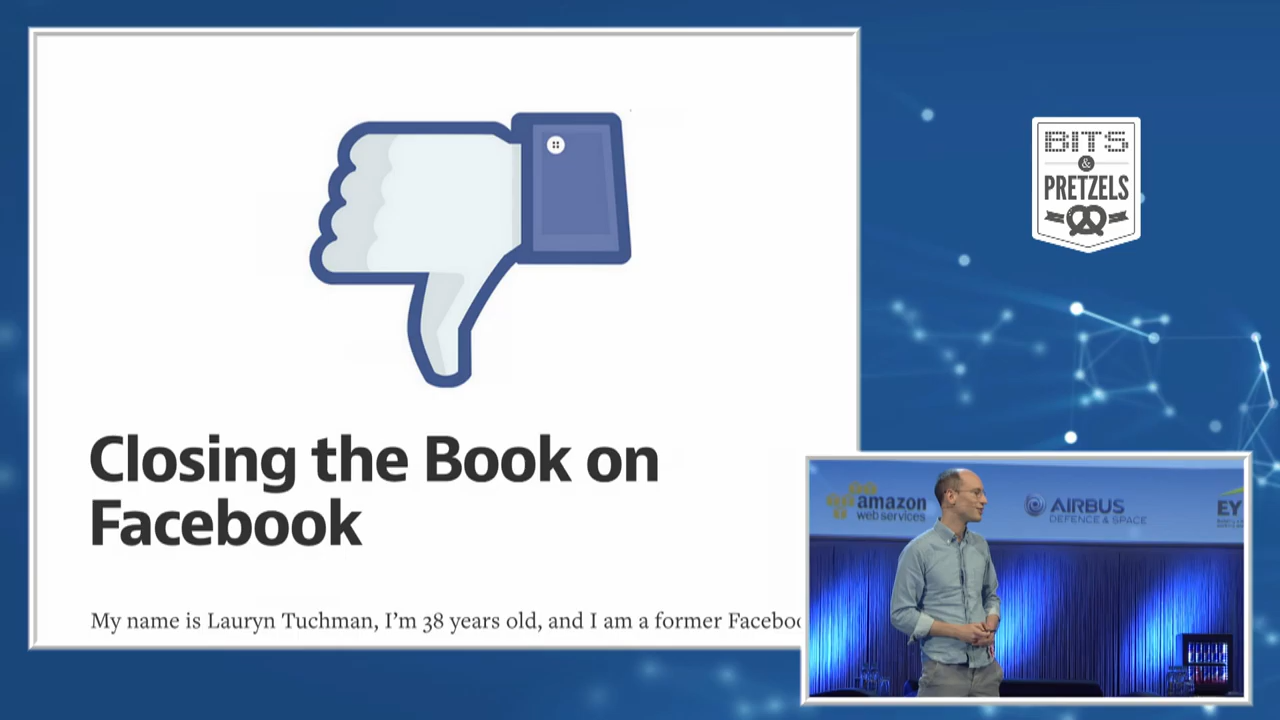 Closing the Book on
Facebook
My name is Lauryn Tuchman, I’m 38 years old, and I am a former
BITS
&
PRETZELS
amazon
web services
AIRBUS
DEFENCE & SPACE
EY